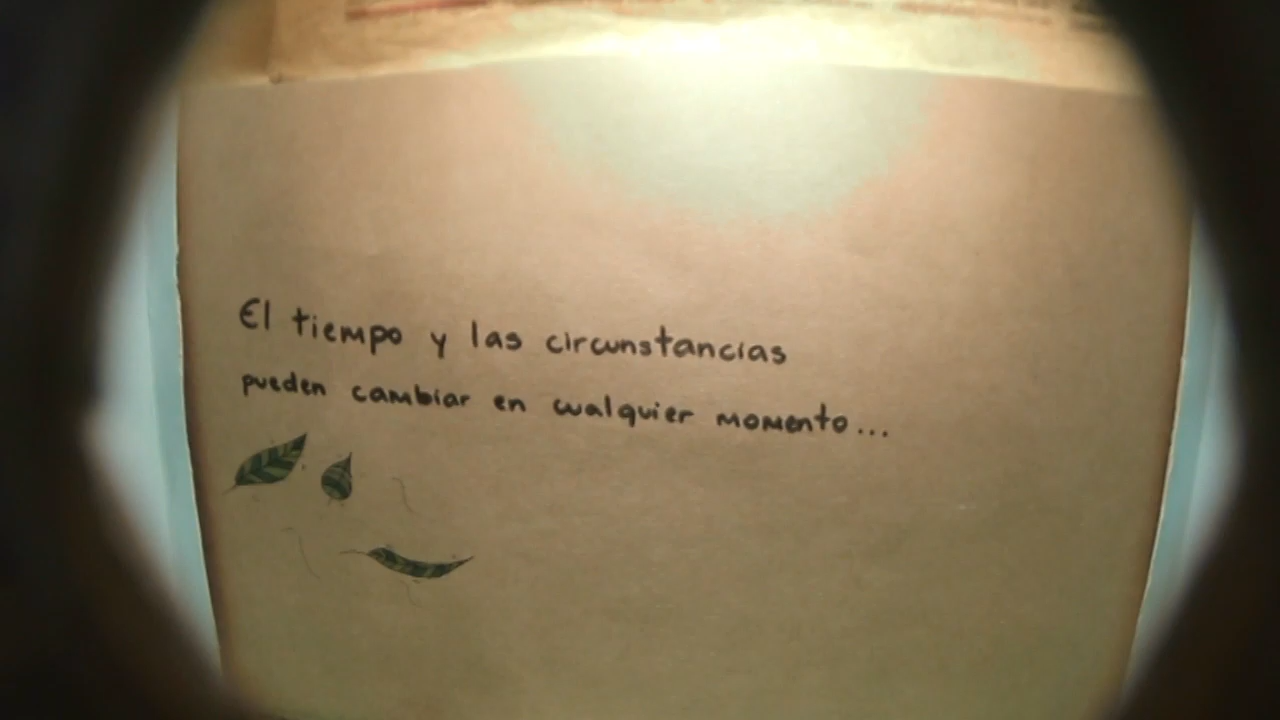 El tiempo y las circunstancias
pueden cambiar en cualquier momento...